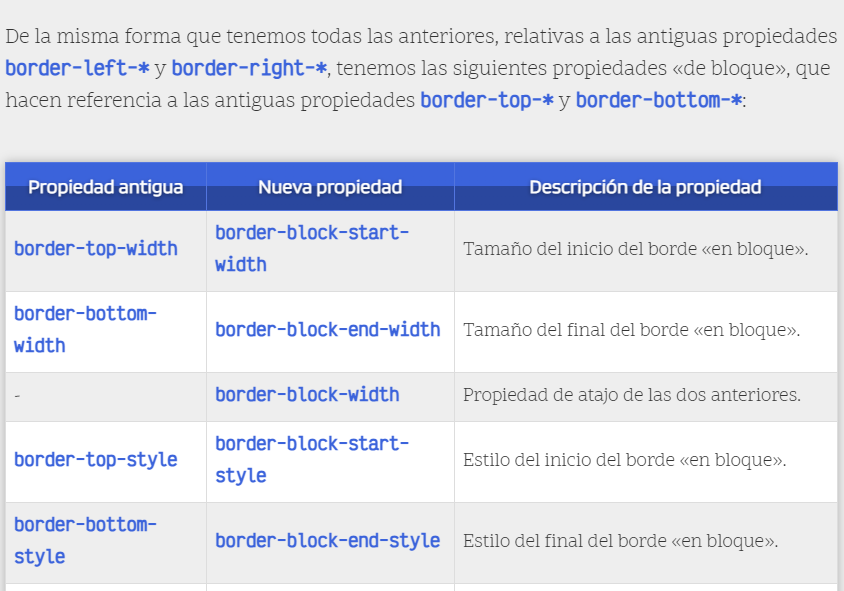 De la misma forma que tenemos todas las anteriores, relativas a las antiguas propiedades
border-left-* y border-right-*, tenemos las siguientes propiedades «de bloque», que
hacen referencia a las antiguas propiedades border-top-* y border-bottom-*:
Propiedad antigua Nueva propiedad Descripción de la propiedad
border-top-width border-block-start-
width Tamaño del inicio del borde «en bloque».
border-bottom-
width border-block-end-width Tamaño del final del borde «en bloque».
- border-block-width Propiedad de atajo de las dos anteriores.
border-top-style border-block-start-
style Estilo del inicio del borde «en bloque».
border-bottom-
style border-block-end-style Estilo del final del borde «en bloque».